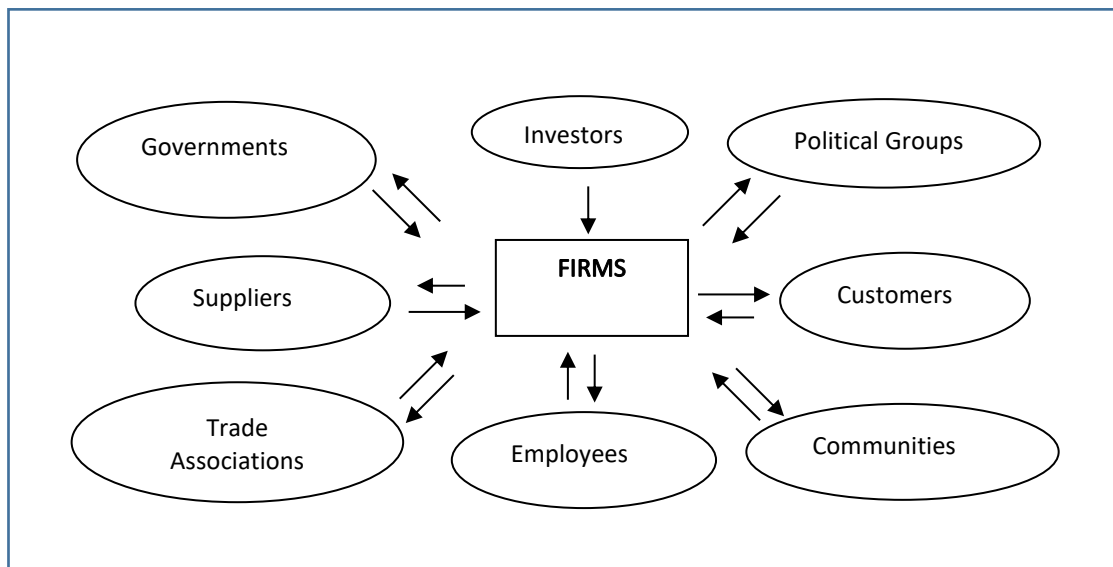 Governments
Investors
Political Groups
Suppliers
FIRMS
Customers
Trade
Associations
Employees
Communities